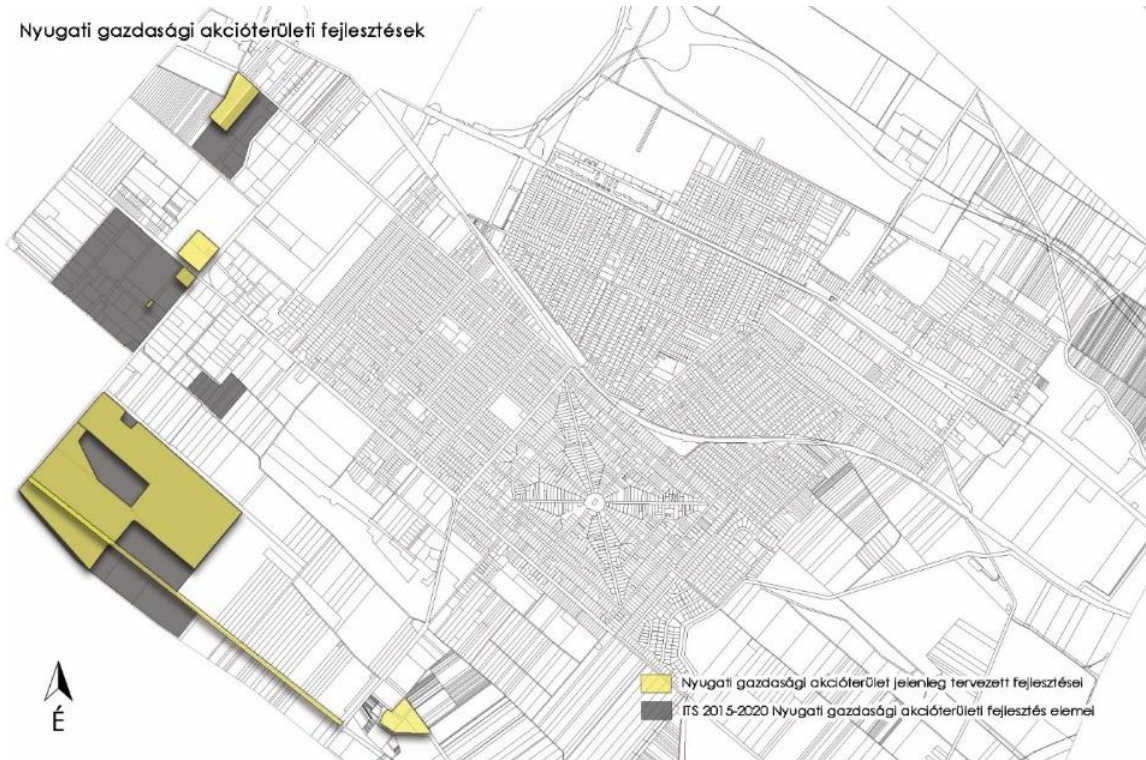 Nyugati gazdasági akcióterületi fejlesztések
É
Nyugati gazdasági akcióterület jelenleg tervezett fejlesztései
ITS 2015-2020 Nyugati gazdasági akcióterületi fejlesztés elemei